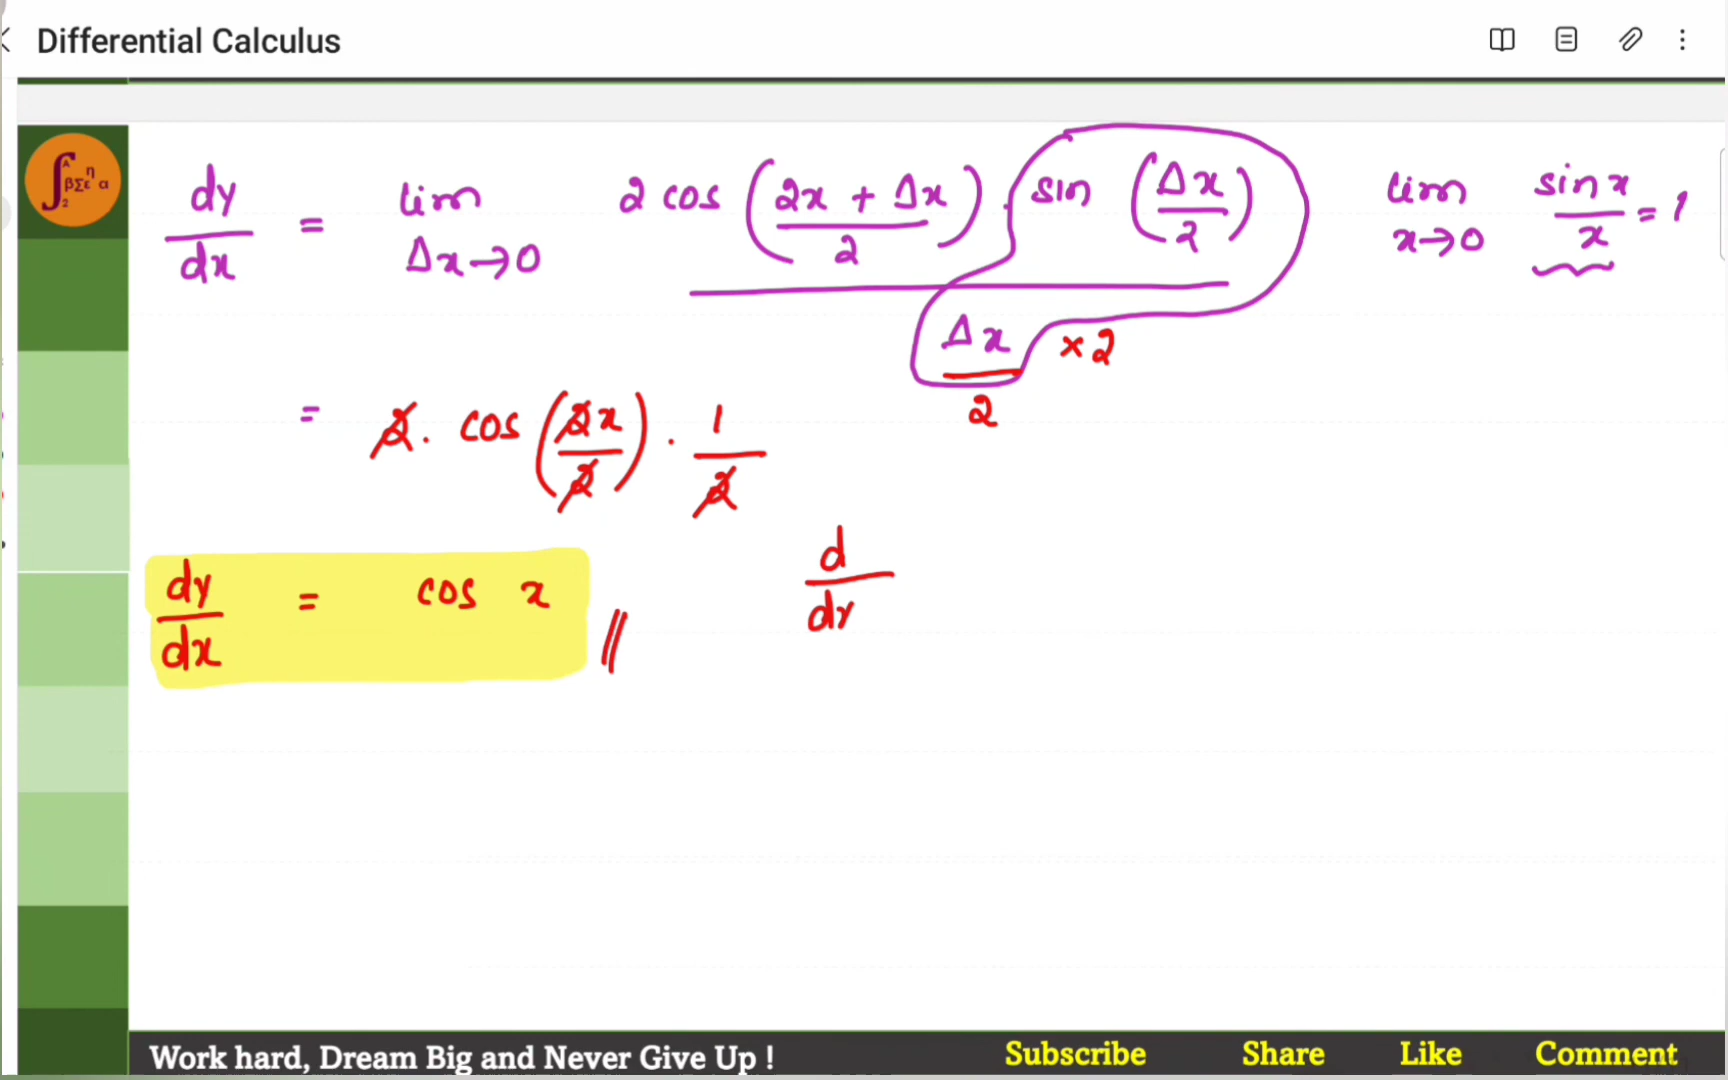 Differential Calculus
dy/dx = lim Δx→0 2 cos((2x + Δx)/2) · sin(Δx/2) / (Δx/2 × 2)
lim x→0 sin x/x = 1
= 2 · cos(2x/2) · 1/2
dy/dx = cos x //
d/dx
∫ A 2 βΣε η α
Work hard, Dream Big and Never Give Up !
Subscribe Share Like Comment